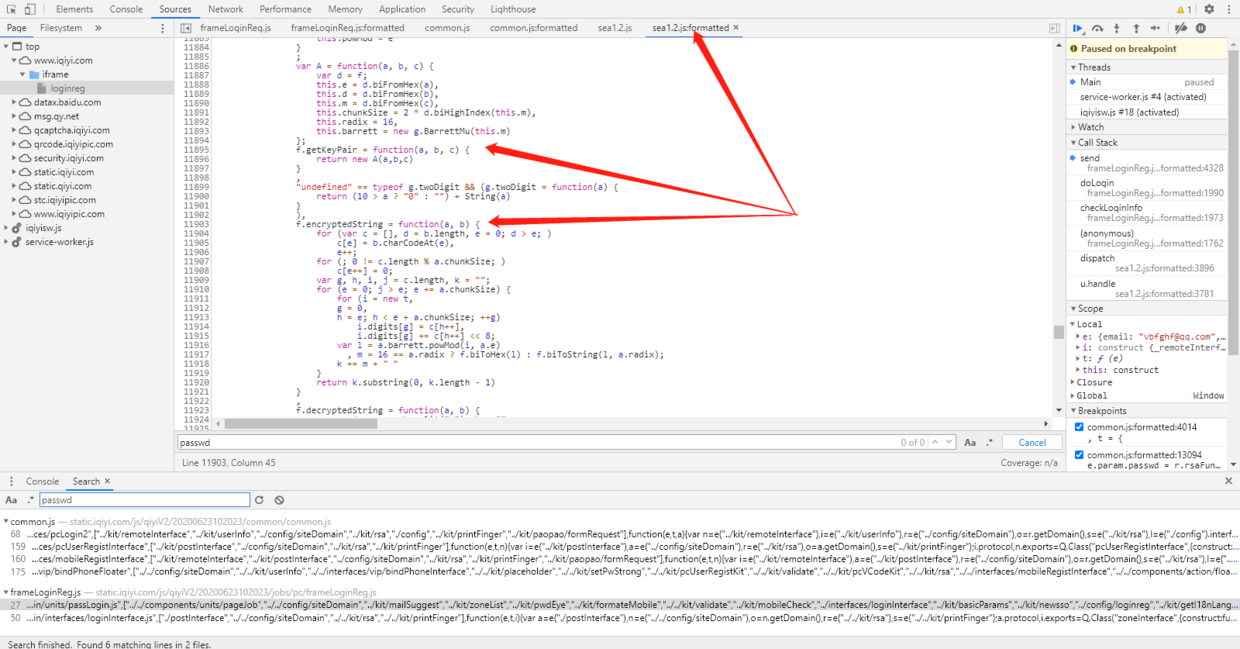 Elements Console Sources Network Performance Memory Application Security Lighthouse 1
Page Filesystem »
frameLoginReg.js frameLoginReg.js:formatted common.js common.js:formatted sea1.2.js sea1.2.js:formatted ×
top
www.iqiyi.com
iframe
loginreg
datax.baidu.com
msg.qy.net
qcaptcha.iqiyi.com
qrcode.iqiyipic.com
security.iqiyi.com
static.iqiyi.com
static.qiyi.com
stc.iqiyipic.com
www.iqiyipic.com
iqiyisw.js
service-worker.js
11883 this.powMod = e
11884 }
11885 ;
11886 var A = function(a, b, c) {
11887 var d = f;
11888 this.e = d.biFromHex(a),
11889 this.d = d.biFromHex(b),
11890 this.m = d.biFromHex(c),
11891 this.chunkSize = 2 * d.biHighIndex(this.m),
11892 this.radix = 16,
11893 this.barrett = new g.BarrettMu(this.m)
11894 };
11895 f.getKeyPair = function(a, b, c) {
11896 return new A(a,b,c)
11897 }
11898 ,
11899 "undefined" == typeof g.twoDigit && (g.twoDigit = function(a) {
11900 return (10 > a ? "0" : "") + String(a)
11901 }
11902 ),
11903 f.encryptedString = function(a, b) {
11904 for (var c = [], d = b.length, e = 0; d > e; )
11905 c[e] = b.charCodeAt(e),
11906 e++;
11907 for (; 0 != c.length % a.chunkSize; )
11908 c[e++] = 0;
11909 var g, h, i, j = c.length, k = "";
11910 for (e = 0; j > e; e += a.chunkSize) {
11911 for (i = new t,
11912 g = 0,
11913 h = e; h < e + a.chunkSize; ++g)
11914 i.digits[g] = c[h++],
11915 i.digits[g] += c[h++] << 8;
11916 var l = a.barrett.powMod(i, a.e)
11917 , m = 16 == a.radix ? f.biToHex(l) : f.biToString(l, a.radix);
11918 k += m + " "
11919 }
11920 return k.substring(0, k.length - 1)
11921 }
11922 ,
11923 f.decryptedString = function(a, b) {
11924
11925
passwd 0 of 0 Aa .* Cancel
Line 11903, Column 45 Coverage: n/a
Paused on breakpoint
Threads
Main paused
service-worker.js #4 (activated)
iqiyisw.js #18 (activated)
Watch
Call Stack
send
frameLoginReg.j...formatted:4328
doLogin
frameLoginReg.j...formatted:1990
checkLoginInfo
frameLoginReg.j...formatted:1973
(anonymous)
frameLoginReg.j...formatted:1762
dispatch
sea1.2.js:formatted:3896
u.handle
sea1.2.js:formatted:3781
Scope
Local
e: {email: "vbfghf@qq.com",...
i: construct {_remoteInterf...
t: ƒ (e)
this: construct
Closure
Global Window
Breakpoints
common.js:formatted:4014
, t = {
common.js:formatted:13094
e.param.passwd = r.rsaFun...
Console Search × ×
Aa .* passwd
common.js — static.iqiyi.com/js/qiyiV2/20200623102023/common/common.js
68 ...ces/pcLogin2",["../kit/remoteInterface","../kit/userInfo","../config/siteDomain","../kit/rsa","./config","../kit/printFinger","../kit/paopao/formRequest"],function(e,t,a){var n=e("../kit/remoteInterface"),i=e("../kit/userInfo"),r=e("../config/siteDomain"),o=r.getDomain(),s=e("../kit/rsa"),l=e("./config").interf...
159 ...ces/pcUserRegistInterface",["../kit/postInterface","../config/siteDomain","../kit/rsa","../kit/printFinger"],function(e,t,n){var i=e("../kit/postInterface"),a=e("../config/siteDomain"),r=e("../kit/rsa"),o=a.getDomain(),s=e("../kit/printFinger");i.protocol,n.exports=Q.Class("pcUserRegistInterface",{construc...
160 ...ces/mobileRegistInterface",["../kit/postInterface","../config/siteDomain","../kit/rsa","../kit/printFinger","../kit/paopao/formRequest"],function(e,t,n){var i=e("../kit/postInterface"),a=e("../kit/postInterface"),r=e("../config/siteDomain"),o=e("../kit/rsa"),s=r.getDomain(),l=e("...
175 ...vip/bindPhoneFloater",["../../config/siteDomain","../../kit/userInfo","../../interfaces/vip/bindPhoneInterface","../../kit/placeholder","../../kit/setPwStrong","../../kit/pcUserRegistKit","../../kit/validate","../../kit/pcVCodeKit","../../kit/rsa","../../interfaces/mobileRegistInterface","../../components/action/floa...
frameLoginReg.js — static.iqiyi.com/js/qiyiV2/20200623102023/jobs/pc/frameLoginReg.js
27 ...in/units/passLogin.js",["../../components/units/pageJob","../../config/siteDomain","../kit/mailSuggest","../kit/zoneList","../kit/pwdEye","../kit/formateMobile","../../kit/validate","../kit/mobileCheck","../interfaces/loginInterface","../kit/basicParams","../kit/newsso","../config/loginreg","../kit/getI18nLang...
50 ...in/interfaces/loginInterface.js",["./postInterface","../../config/siteDomain","../../kit/rsa","../../kit/printFinger"],function(e,t,i){var a=e("./postInterface"),n=e("../../config/siteDomain"),o=n.getDomain(),r=e("../../kit/rsa"),s=e("../../kit/printFinger");a.protocol,i.exports=Q.Class("zoneInterface",{constructfu...
Search finished. Found 6 matching lines in 2 files.